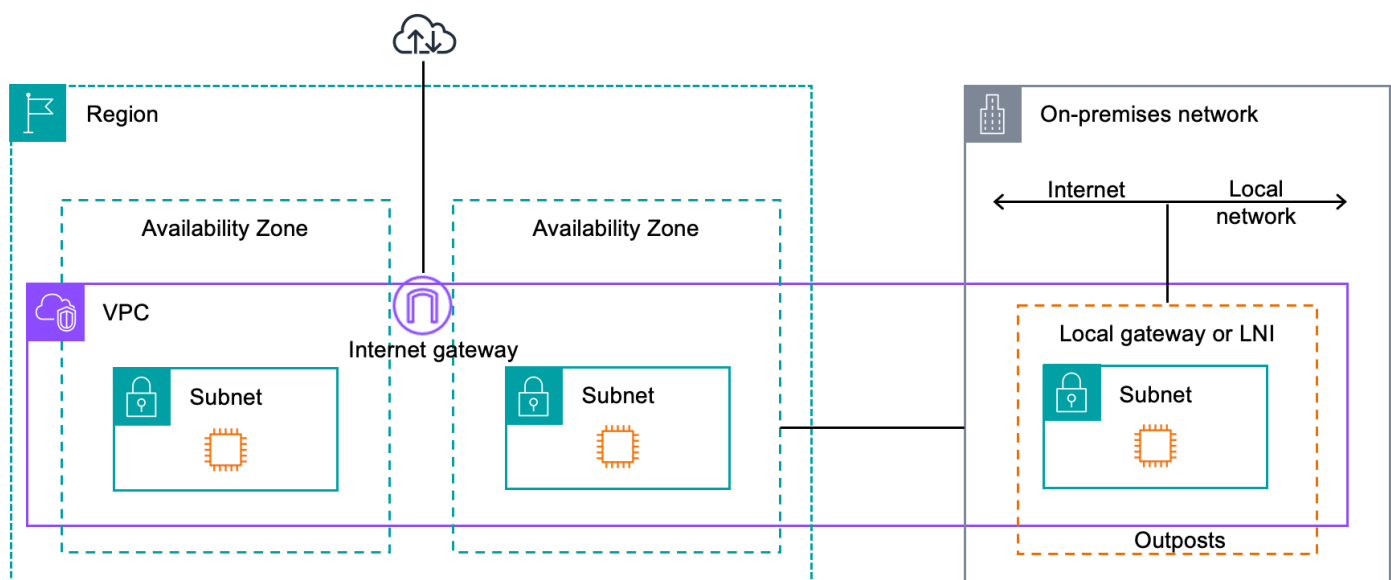 Region
On-premises network
Internet
Local
network
Availability Zone
Availability Zone
VPC
Internet gateway
Local gateway or LNI
Subnet
Subnet
Subnet
Outposts